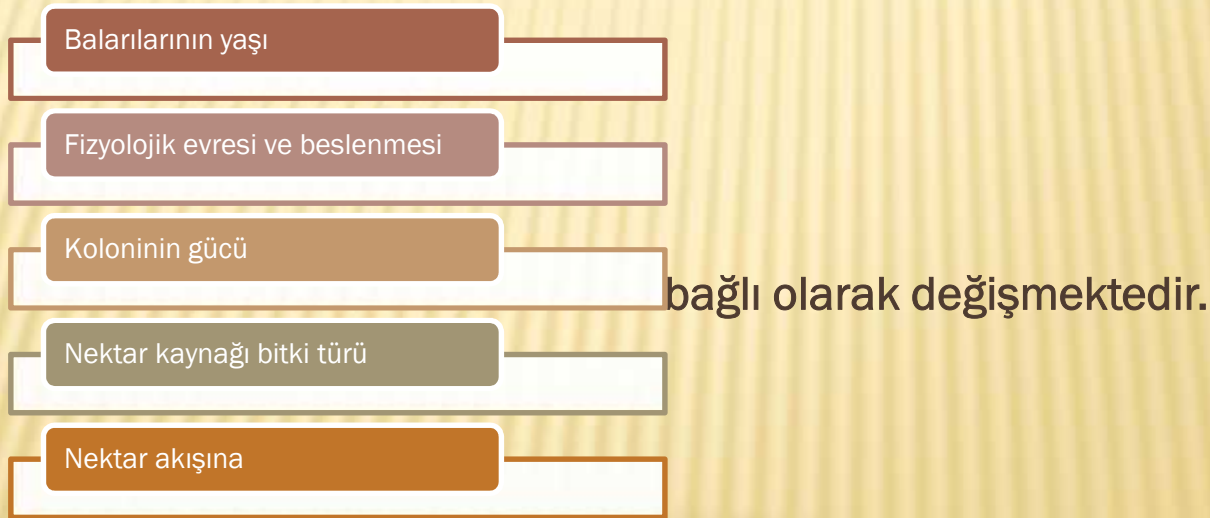 Balarılarının yaşı
Fizyolojik evresi ve beslenmesi
Koloninin gücü
bağlı olarak değişmektedir.
Nektar kaynağı bitki türü
Nektar akışına